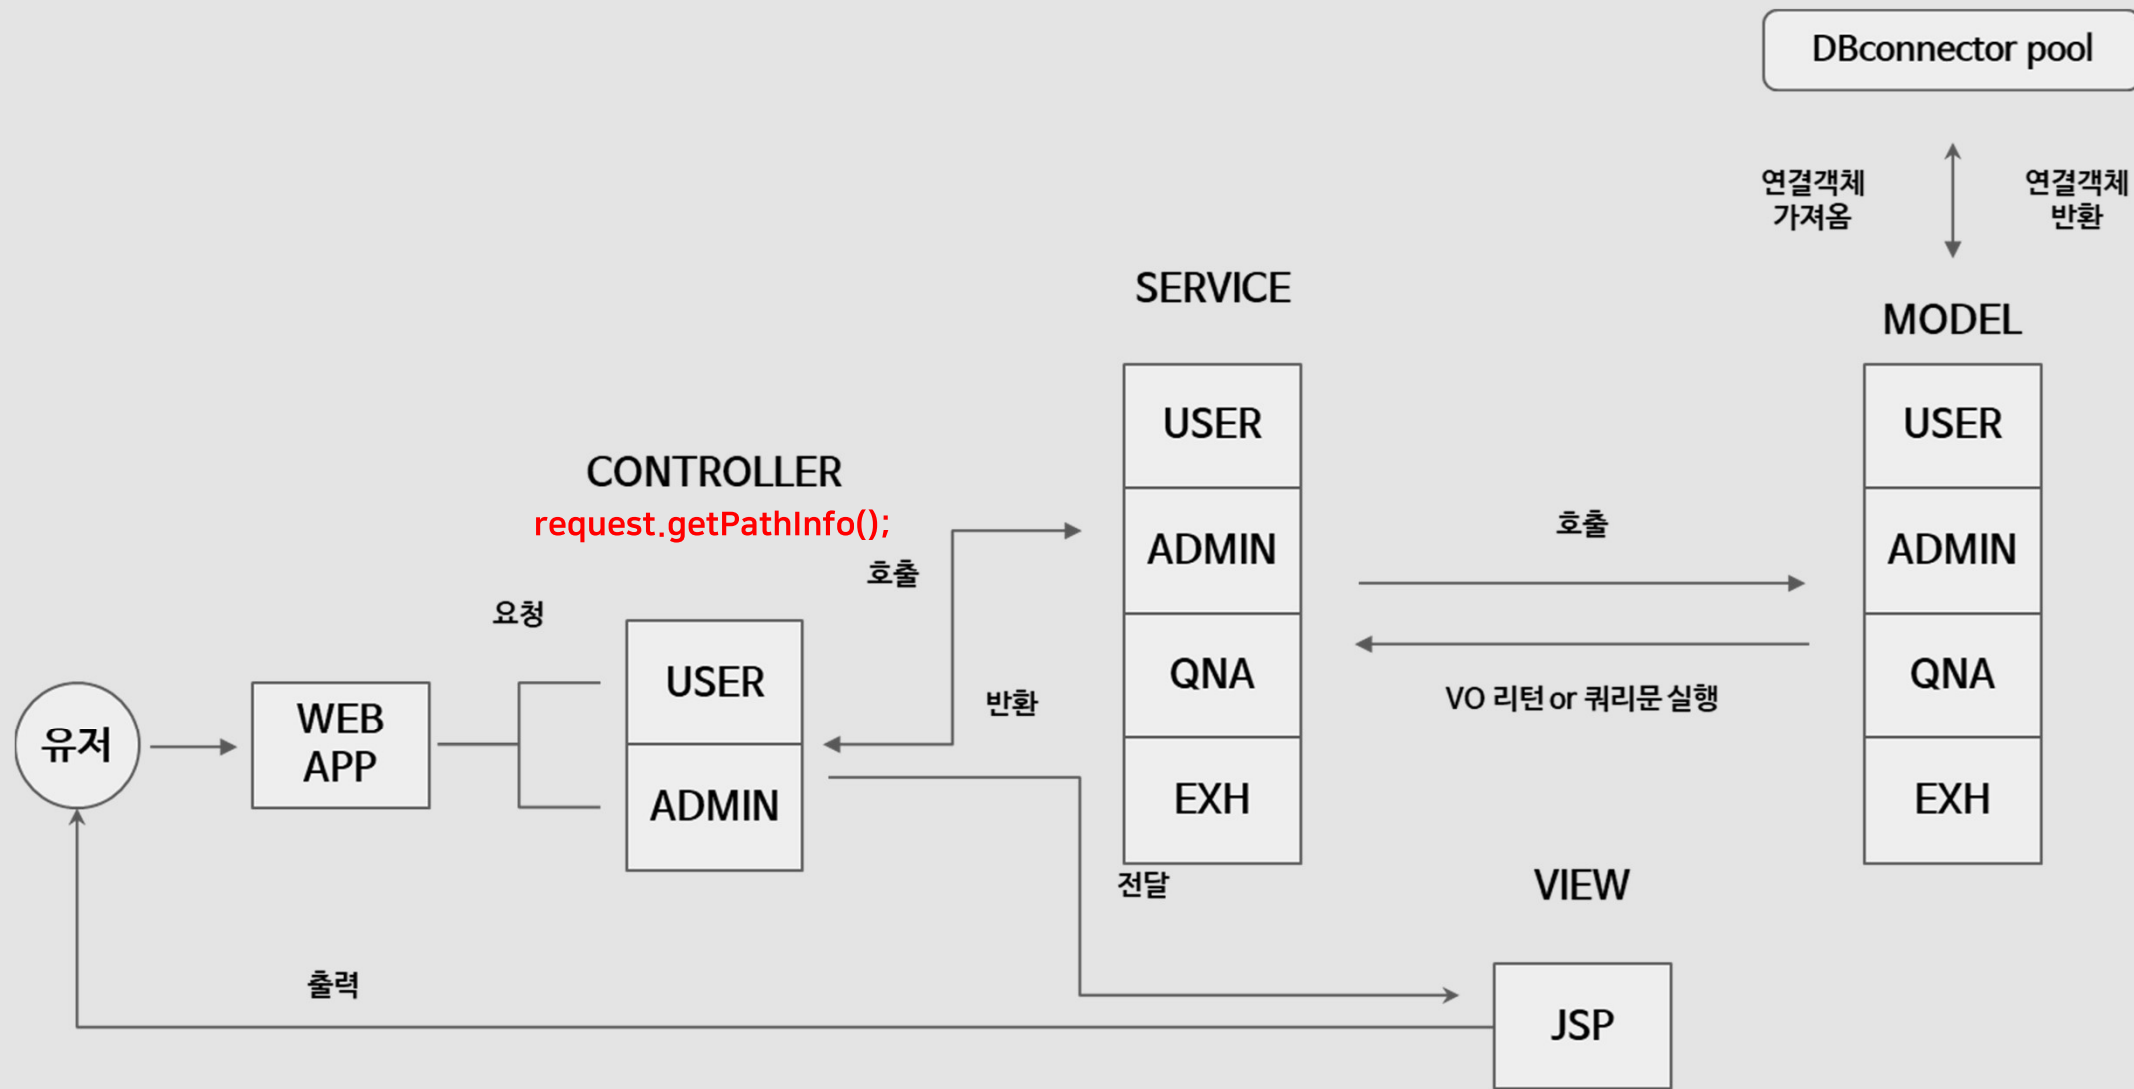 DBconnector pool
연결객체
가져옴
연결객체
반환
SERVICE
MODEL
USER
ADMIN
QNA
EXH
USER
ADMIN
QNA
EXH
CONTROLLER
request.getPathInfo();
호출
호출
요청
USER
ADMIN
반환
VO 리턴 or 쿼리문 실행
유저
WEB
APP
전달
VIEW
출력
JSP